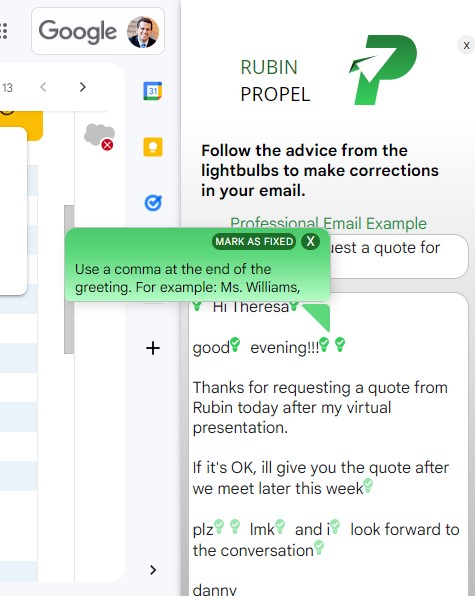 Google
13
31
x
RUBIN
PROPEL
Follow the advice from the
lightbulbs to make corrections
in your email.
Professional Email Example
MARK AS FIXED X
Use a comma at the end of the
greeting. For example: Ms. Williams,
uest a quote for
Hi Theresa
good evening!!!
Thanks for requesting a quote from
Rubin today after my virtual
presentation.
If it's OK, ill give you the quote after
we meet later this week
plz lmk and i look forward to
the conversation
danny